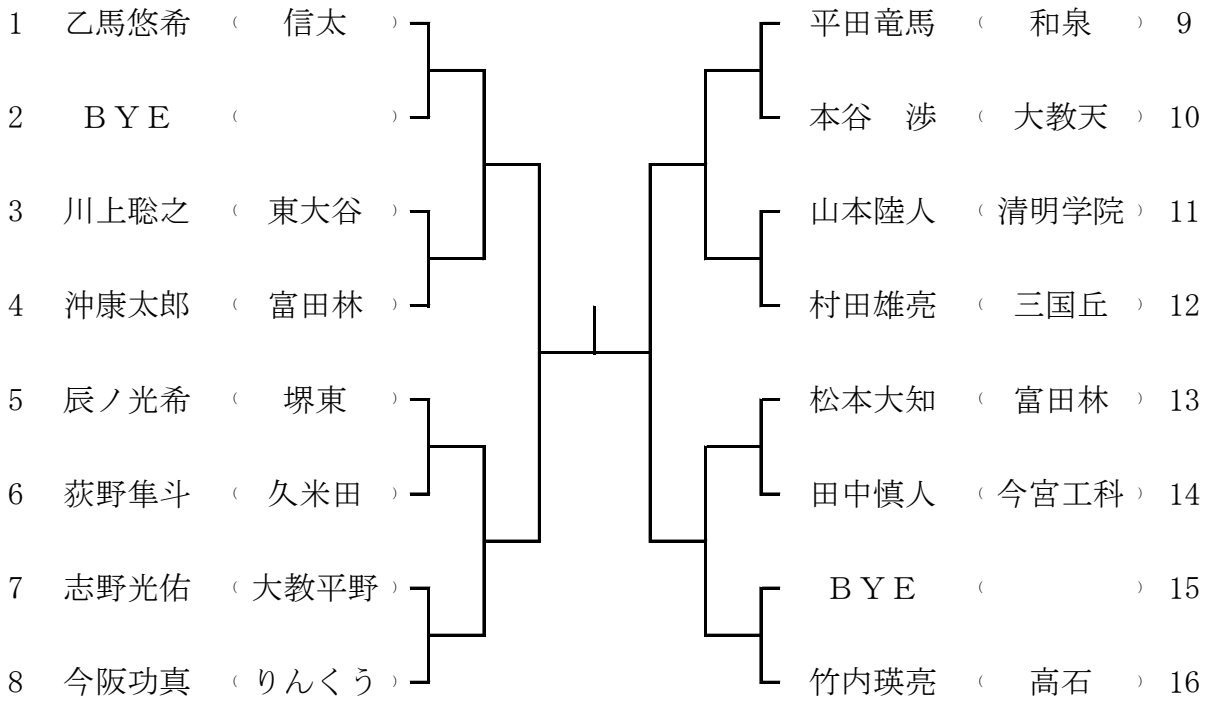 1 乙馬悠希 （ 信太 ）
2 ＢＹＥ （ ）
3 川上聡之 （ 東大谷 ）
4 沖康太郎 （ 富田林 ）
5 辰ノ光希 （ 堺東 ）
6 荻野隼斗 （ 久米田 ）
7 志野光佑 （ 大教平野 ）
8 今阪功真 （ りんくう ）
平田竜馬 （ 和泉 ） 9
本谷　渉 （ 大教天 ） 10
山本陸人 （ 清明学院 ） 11
村田雄亮 （ 三国丘 ） 12
松本大知 （ 富田林 ） 13
田中慎人 （ 今宮工科 ） 14
ＢＹＥ （ ） 15
竹内瑛亮 （ 高石 ） 16